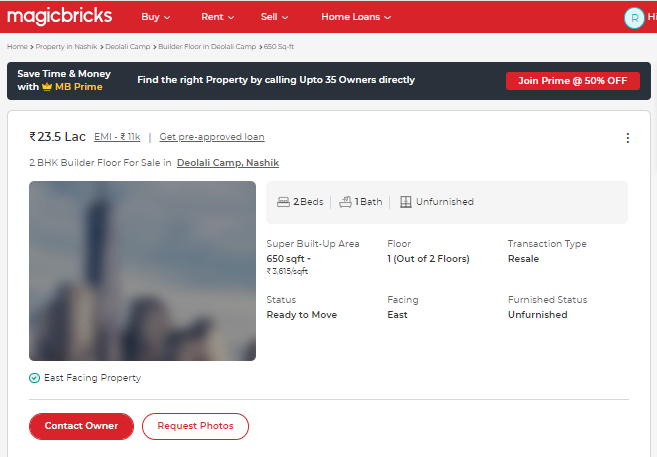 magicbricks
Buy
Rent
Sell
Home Loans
R
Hi
Home > Property in Nashik > Deolali Camp > Builder Floor in Deolali Camp > 650 Sq-ft
Save Time & Money
with MB Prime
Find the right Property by calling Upto 35 Owners directly
Join Prime @ 50% OFF
₹23.5 Lac EMI - ₹ 11k | Get pre-approved loan
2 BHK Builder Floor For Sale in Deolali Camp, Nashik
2 Beds
1 Bath
Unfurnished
Super Built-Up Area
650 sqft -
₹ 3,615/sqft
Floor
1 (Out of 2 Floors)
Transaction Type
Resale
Status
Ready to Move
Facing
East
Furnished Status
Unfurnished
East Facing Property
Contact Owner
Request Photos